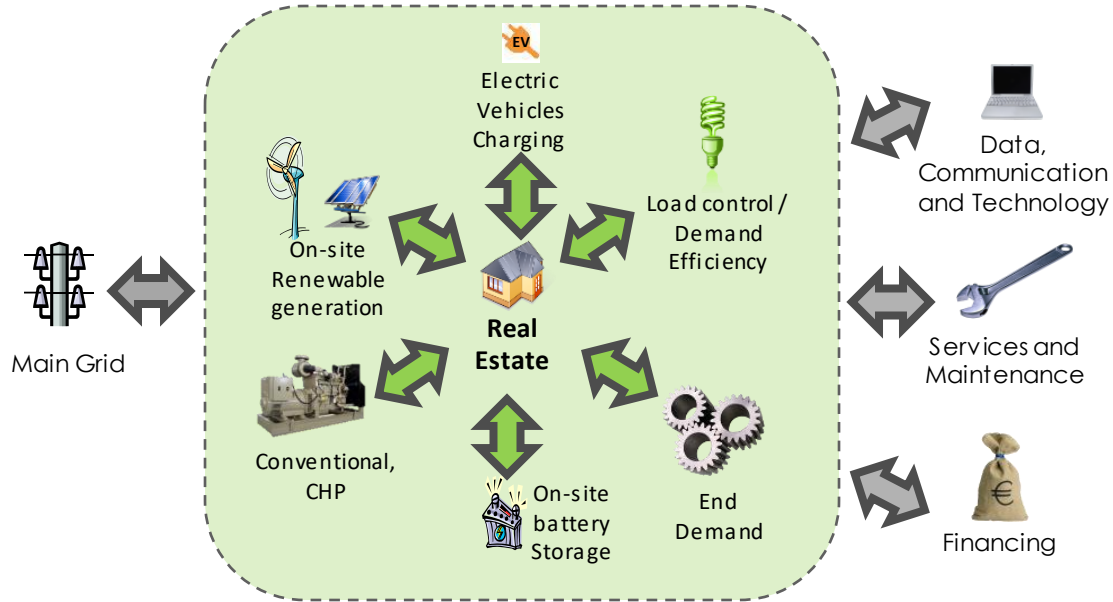 EV
Electric
Vehicles
Charging
Load control /
Demand
Efficiency
On-site
Renewable
generation
Real
Estate
Conventional,
CHP
On-site
battery
Storage
End
Demand
Main Grid
Data,
Communication
and Technology
Services and
Maintenance
€
Financing